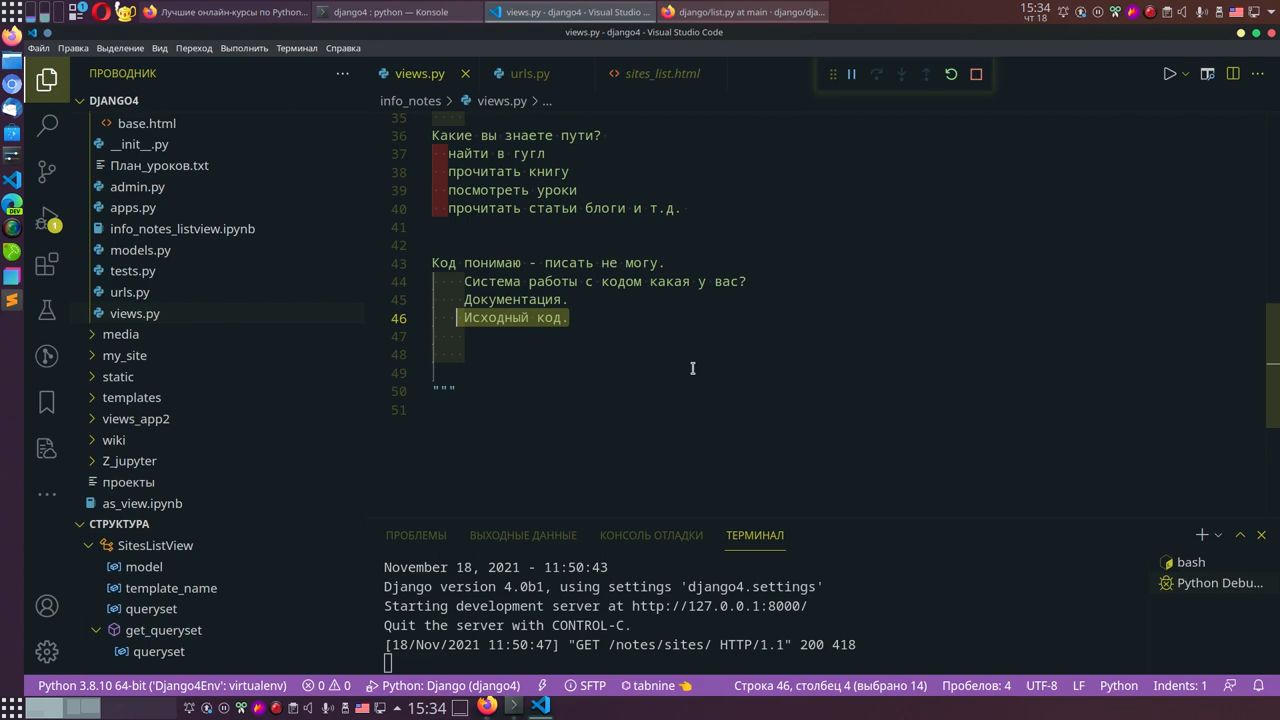 Лучшие онлайн-курсы по Python...
django4 : python — Konsole
views.py - django4 - Visual Studio ...
django/list.py at main · django/dja...
15:34
чт 18
views.py - django4 - Visual Studio Code
Файл Правка Выделение Вид Переход Выполнить Терминал Справка
ПРОВОДНИК ...
views.py
urls.py
<> sites_list.html
DJANGO4
info_notes > views.py > ...
<> base.html
__init__.py
План_уроков.txt
admin.py
apps.py
info_notes_listview.ipynb
models.py
tests.py
urls.py
views.py
media
my_site
static
templates
views_app2
wiki
Z_jupyter
проекты
as_view.ipynb
СТРУКТУРА
SitesListView
model
template_name
queryset
get_queryset
queryset
DEV
1
35
36 Какие вы знаете пути?
37 найти в гугл
38 прочитать книгу
39 посмотреть уроки
40 прочитать статьи блоги и т.д.
41
42
43 Код понимаю - писать не могу.
44 Система работы с кодом какая у вас?
45 Документация.
46 Исходный код.
47
48
49
50 """
51
ПРОБЛЕМЫ ВЫХОДНЫЕ ДАННЫЕ КОНСОЛЬ ОТЛАДКИ ТЕРМИНАЛ
November 18, 2021 - 11:50:43
Django version 4.0b1, using settings 'django4.settings'
Starting development server at http://127.0.0.1:8000/
Quit the server with CONTROL-C.
[18/Nov/2021 11:50:47] "GET /notes/sites/ HTTP/1.1" 200 418
bash
Python Debu...
Python 3.8.10 64-bit ('Django4Env': virtualenv) 0 0 Python: Django (django4) SFTP tabnine Строка 46, столбец 4 (выбрано 14) Пробелов: 4 UTF-8 LF Python Indents: 1
15:34